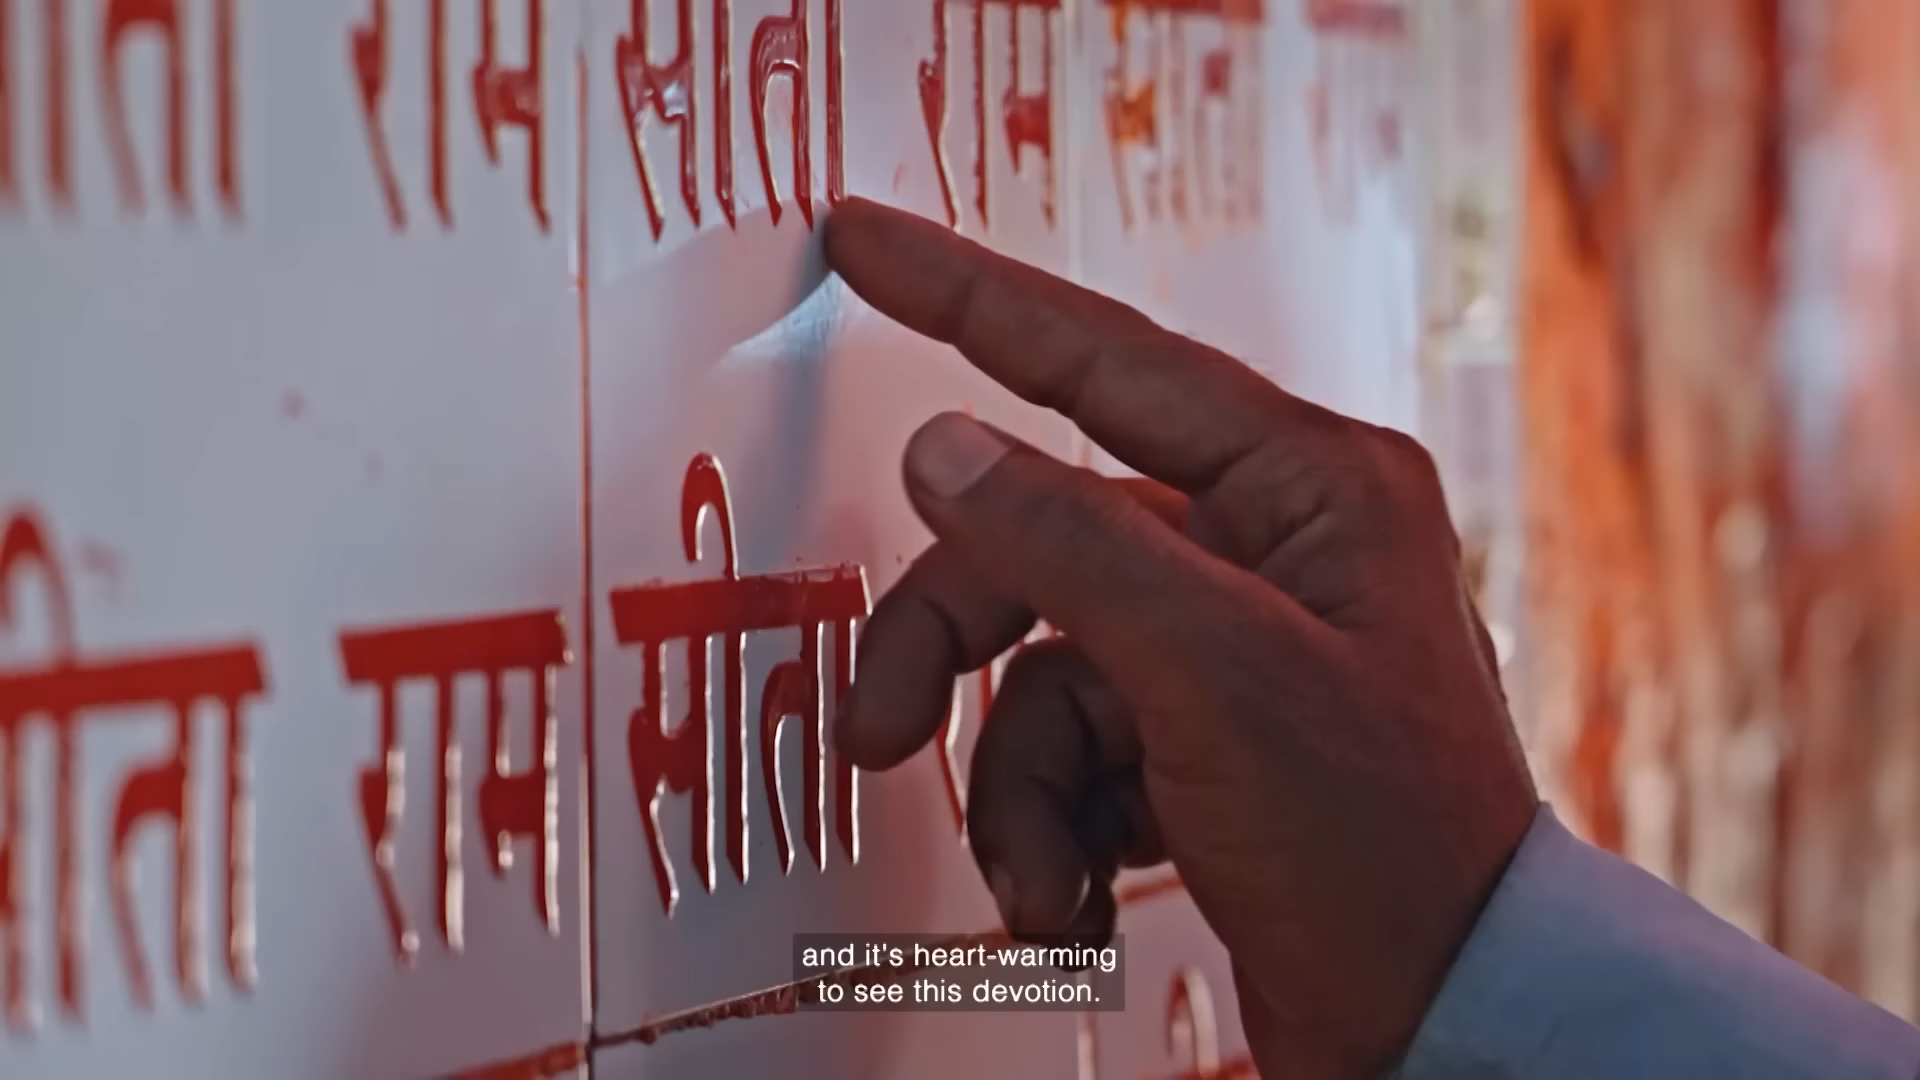 सीता राम सीता राम सीता राम
सीता राम सीता
and it's heart-warming
to see this devotion.